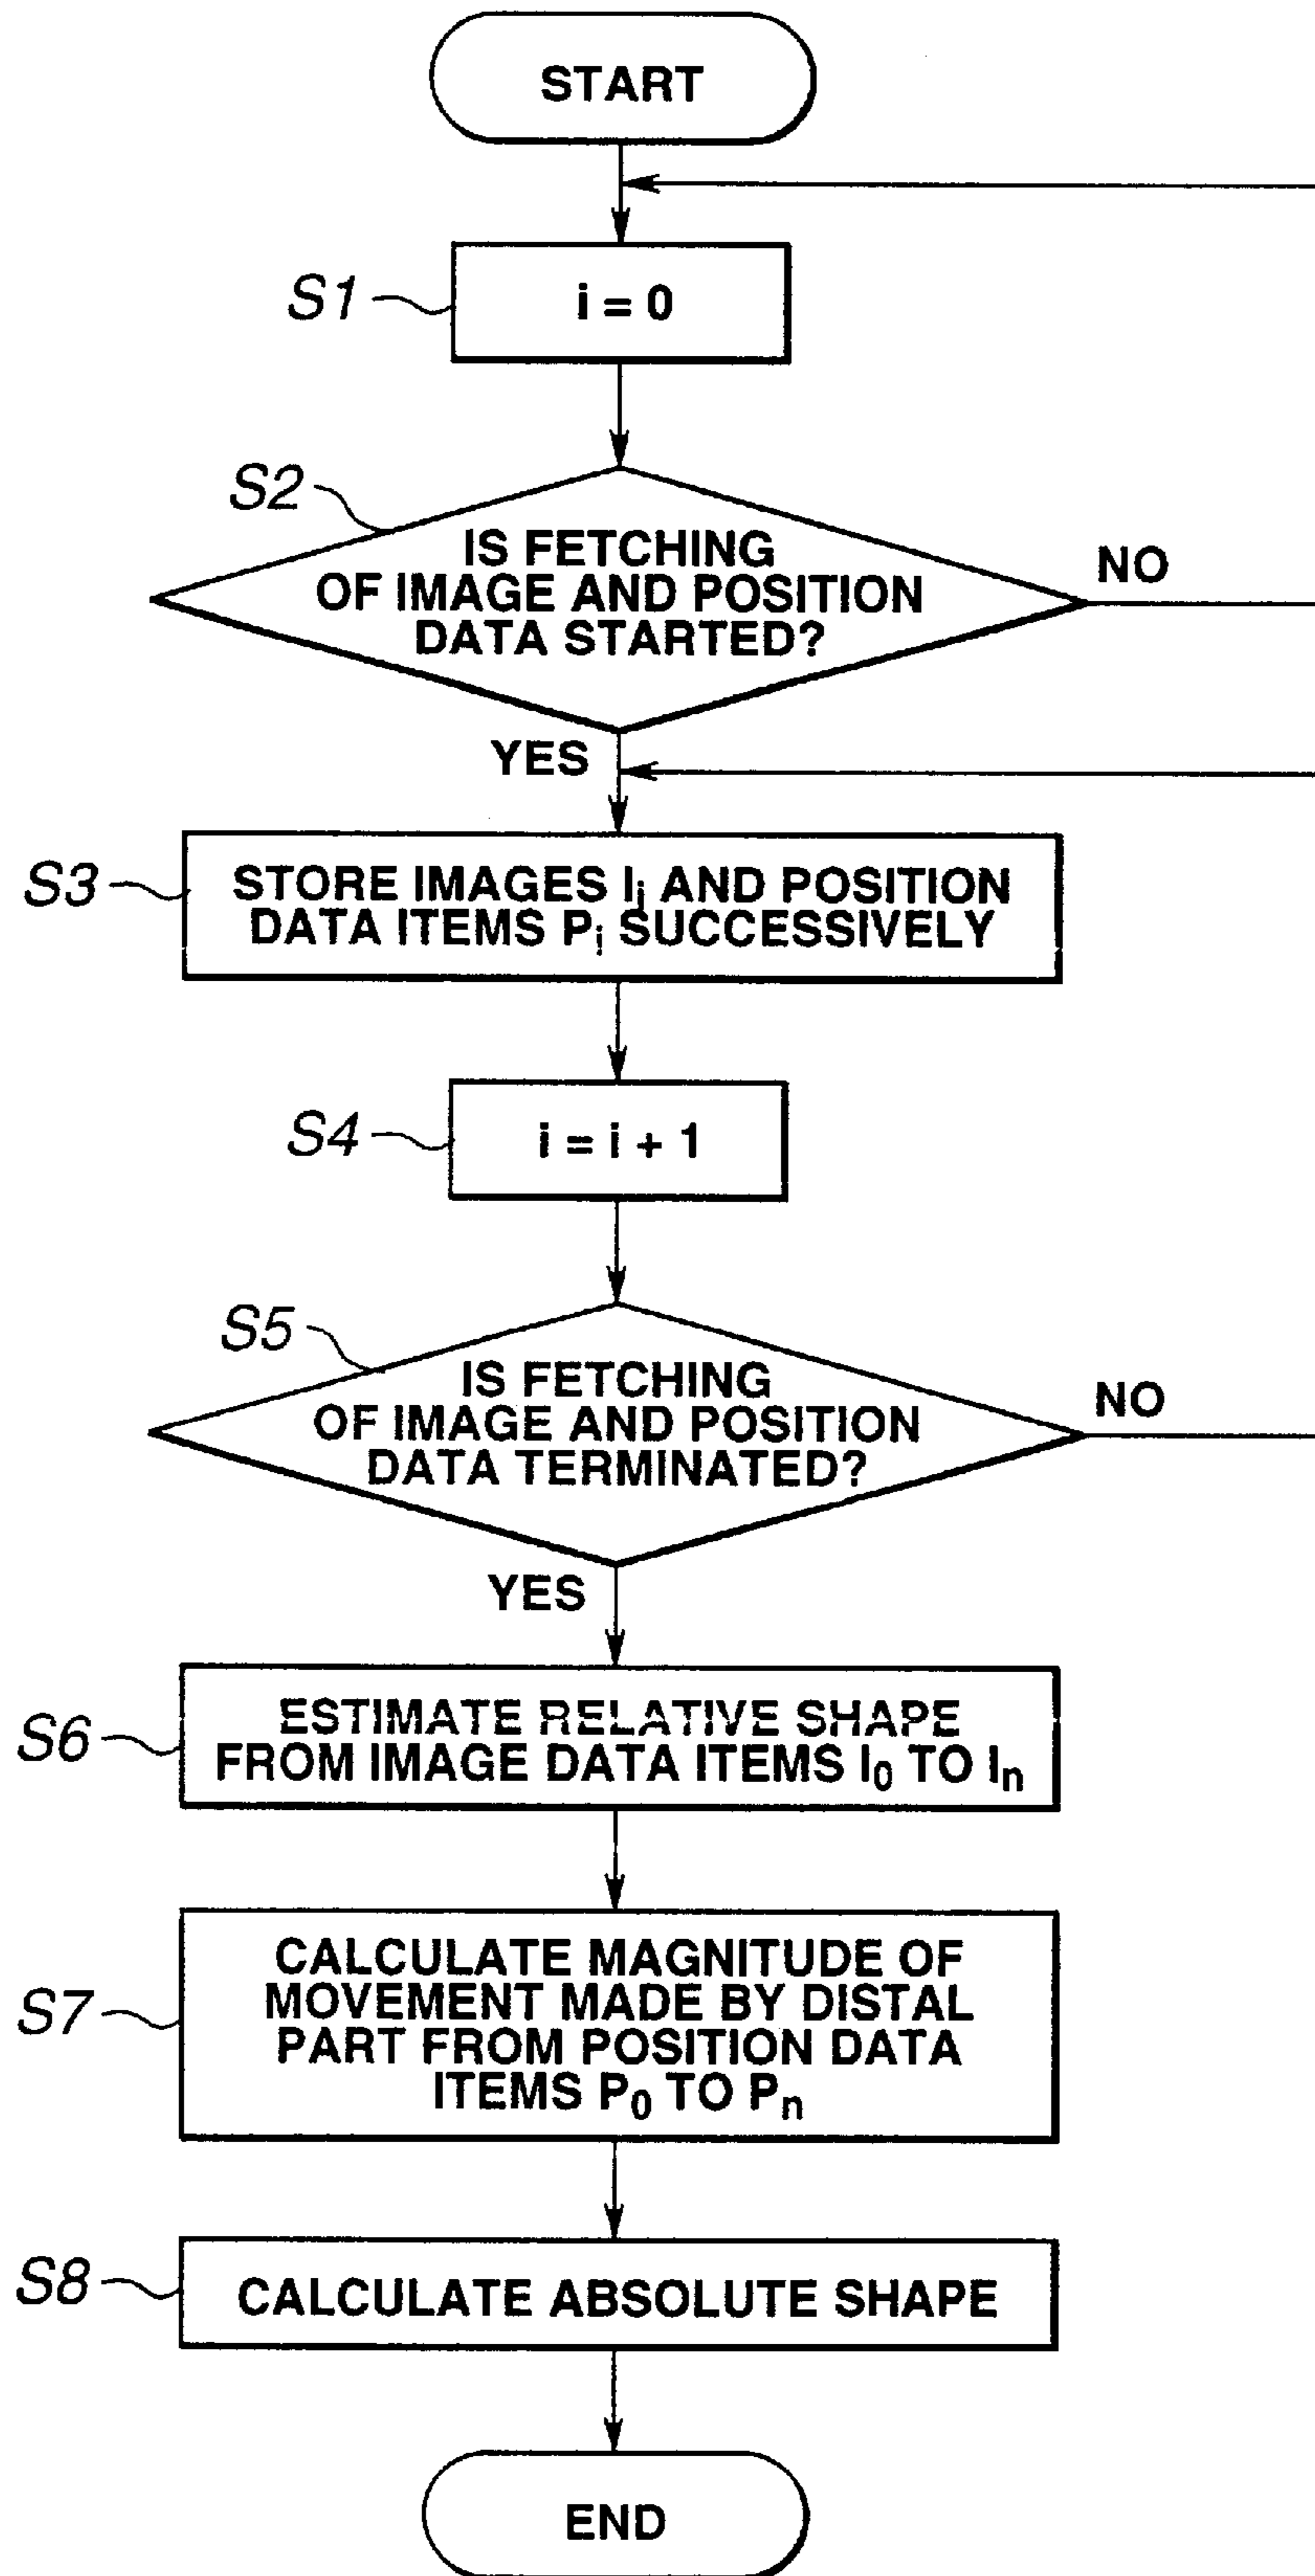 START
S1
i = 0
S2
IS FETCHING
OF IMAGE AND POSITION
DATA STARTED?
NO
YES
S3
STORE IMAGES Ii AND POSITION
DATA ITEMS Pi SUCCESSIVELY
S4
i = i + 1
S5
IS FETCHING
OF IMAGE AND POSITION
DATA TERMINATED?
NO
YES
S6
ESTIMATE RELATIVE SHAPE
FROM IMAGE DATA ITEMS I0 TO In
S7
CALCULATE MAGNITUDE OF
MOVEMENT MADE BY DISTAL
PART FROM POSITION DATA
ITEMS P0 TO Pn
S8
CALCULATE ABSOLUTE SHAPE
END